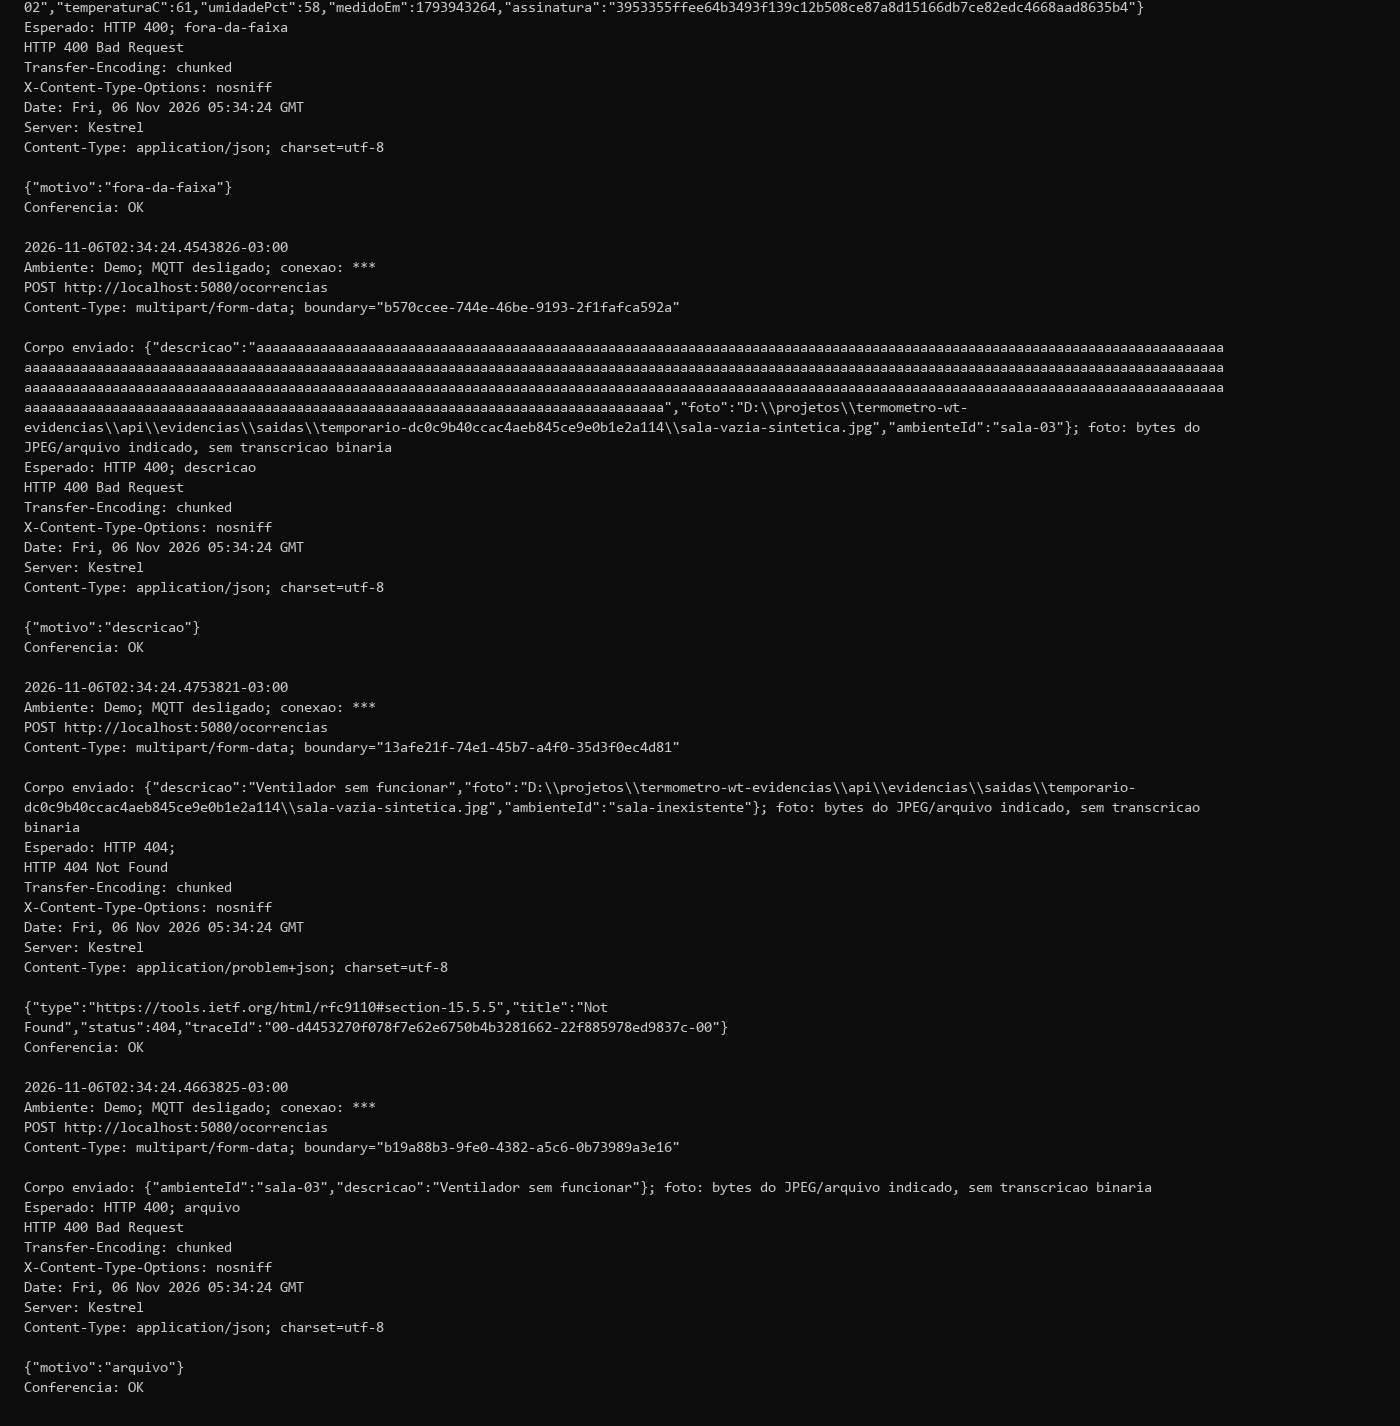 02","temperaturaC":61,"umidadePct":58,"medidoEm":1793943264,"assinatura":"3953355ffee64b3493f139c12b508ce87a8d15166db7ce82edc4668aad8635b4"}
Esperado: HTTP 400; fora-da-faixa
HTTP 400 Bad Request
Transfer-Encoding: chunked
X-Content-Type-Options: nosniff
Date: Fri, 06 Nov 2026 05:34:24 GMT
Server: Kestrel
Content-Type: application/json; charset=utf-8

{"motivo":"fora-da-faixa"}
Conferencia: OK

2026-11-06T02:34:24.4543826-03:00
Ambiente: Demo; MQTT desligado; conexao: ***
POST http://localhost:5080/ocorrencias
Content-Type: multipart/form-data; boundary="b570ccee-744e-46be-9193-2f1fafca592a"

Corpo enviado: {"descricao":"aaaaaaaaaaaaaaaaaaaaaaaaaaaaaaaaaaaaaaaaaaaaaaaaaaaaaaaaaaaaaaaaaaaaaaaaaaaaaaaaaaaaaaaaaaaaaaaaaaaaaaaaaaaaaaaaaaaaaaaaa
aaaaaaaaaaaaaaaaaaaaaaaaaaaaaaaaaaaaaaaaaaaaaaaaaaaaaaaaaaaaaaaaaaaaaaaaaaaaaaaaaaaaaaaaaaaaaaaaaaaaaaaaaaaaaaaaaaaaaaaaaaaaaaaaaaaaaaaaaaaaaaaaaaaaaa
aaaaaaaaaaaaaaaaaaaaaaaaaaaaaaaaaaaaaaaaaaaaaaaaaaaaaaaaaaaaaaaaaaaaaaaaaaaaaaaaaaaaaaaaaaaaaaaaaaaaaaaaaaaaaaaaaaaaaaaaaaaaaaaaaaaaaaaaaaaaaaaaaaaaaa
aaaaaaaaaaaaaaaaaaaaaaaaaaaaaaaaaaaaaaaaaaaaaaaaaaaaaaaaaaaaaaaaaaaaaaaaaaaaaaaa","foto":"D:\\projetos\\termometro-wt-
evidencias\\api\\evidencias\\saidas\\temporario-dc0c9b40ccac4aeb845ce9e0b1e2a114\\sala-vazia-sintetica.jpg","ambienteId":"sala-03"}; foto: bytes do
JPEG/arquivo indicado, sem transcricao binaria
Esperado: HTTP 400; descricao
HTTP 400 Bad Request
Transfer-Encoding: chunked
X-Content-Type-Options: nosniff
Date: Fri, 06 Nov 2026 05:34:24 GMT
Server: Kestrel
Content-Type: application/json; charset=utf-8

{"motivo":"descricao"}
Conferencia: OK

2026-11-06T02:34:24.4753821-03:00
Ambiente: Demo; MQTT desligado; conexao: ***
POST http://localhost:5080/ocorrencias
Content-Type: multipart/form-data; boundary="13afe21f-74e1-45b7-a4f0-35d3f0ec4d81"

Corpo enviado: {"descricao":"Ventilador sem funcionar","foto":"D:\\projetos\\termometro-wt-evidencias\\api\\evidencias\\saidas\\temporario-
dc0c9b40ccac4aeb845ce9e0b1e2a114\\sala-vazia-sintetica.jpg","ambienteId":"sala-inexistente"}; foto: bytes do JPEG/arquivo indicado, sem transcricao
binaria
Esperado: HTTP 404;
HTTP 404 Not Found
Transfer-Encoding: chunked
X-Content-Type-Options: nosniff
Date: Fri, 06 Nov 2026 05:34:24 GMT
Server: Kestrel
Content-Type: application/problem+json; charset=utf-8

{"type":"https://tools.ietf.org/html/rfc9110#section-15.5.5","title":"Not
Found","status":404,"traceId":"00-d4453270f078f7e62e6750b4b3281662-22f885978ed9837c-00"}
Conferencia: OK

2026-11-06T02:34:24.4663825-03:00
Ambiente: Demo; MQTT desligado; conexao: ***
POST http://localhost:5080/ocorrencias
Content-Type: multipart/form-data; boundary="b19a88b3-9fe0-4382-a5c6-0b73989a3e16"

Corpo enviado: {"ambienteId":"sala-03","descricao":"Ventilador sem funcionar"}; foto: bytes do JPEG/arquivo indicado, sem transcricao binaria
Esperado: HTTP 400; arquivo
HTTP 400 Bad Request
Transfer-Encoding: chunked
X-Content-Type-Options: nosniff
Date: Fri, 06 Nov 2026 05:34:24 GMT
Server: Kestrel
Content-Type: application/json; charset=utf-8

{"motivo":"arquivo"}
Conferencia: OK